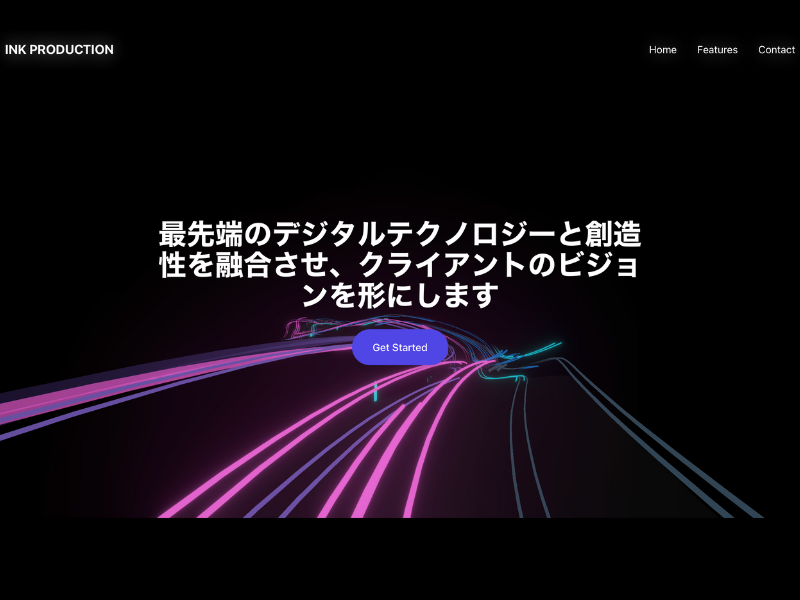 INK PRODUCTION
Home Features Contact
最先端のデジタルテクノロジーと創造
性を融合させ、クライアントのビジョ
ンを形にします
Get Started